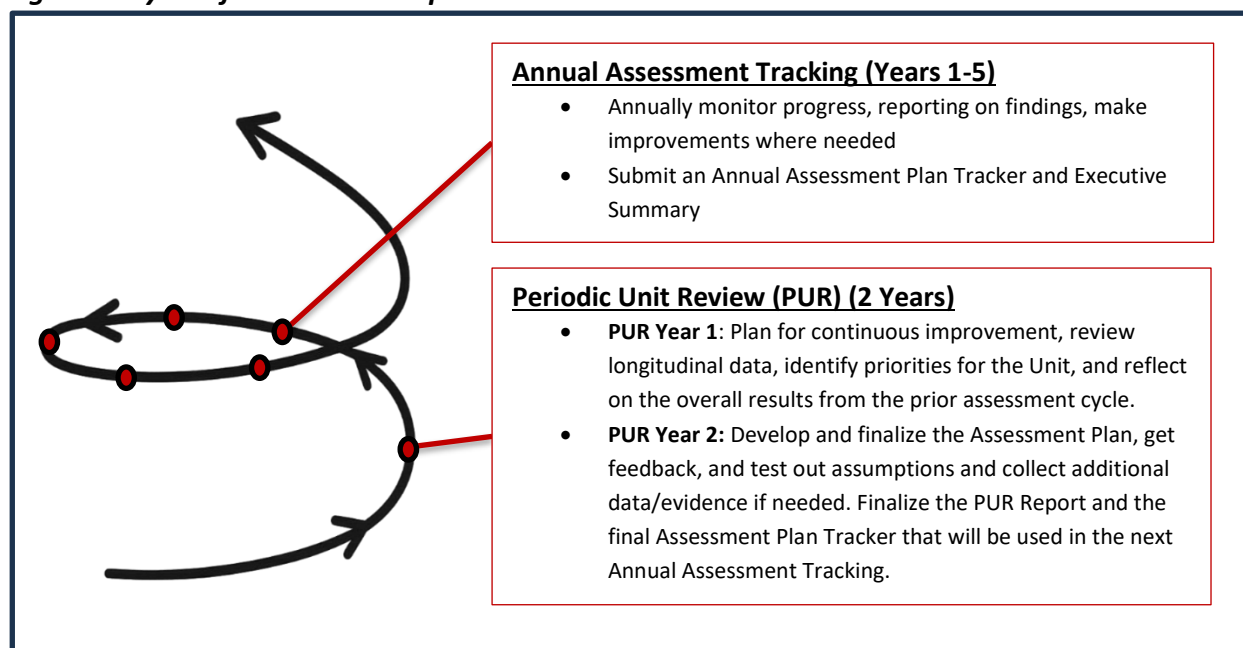 Annual Assessment Tracking (Years 1-5)
• Annually monitor progress, reporting on findings, make
improvements where needed
• Submit an Annual Assessment Plan Tracker and Executive
Summary
Periodic Unit Review (PUR) (2 Years)
• PUR Year 1: Plan for continuous improvement, review
longitudinal data, identify priorities for the Unit, and reflect
on the overall results from the prior assessment cycle.
• PUR Year 2: Develop and finalize the Assessment Plan, get
feedback, and test out assumptions and collect additional
data/evidence if needed. Finalize the PUR Report and the
final Assessment Plan Tracker that will be used in the next
Annual Assessment Tracking.